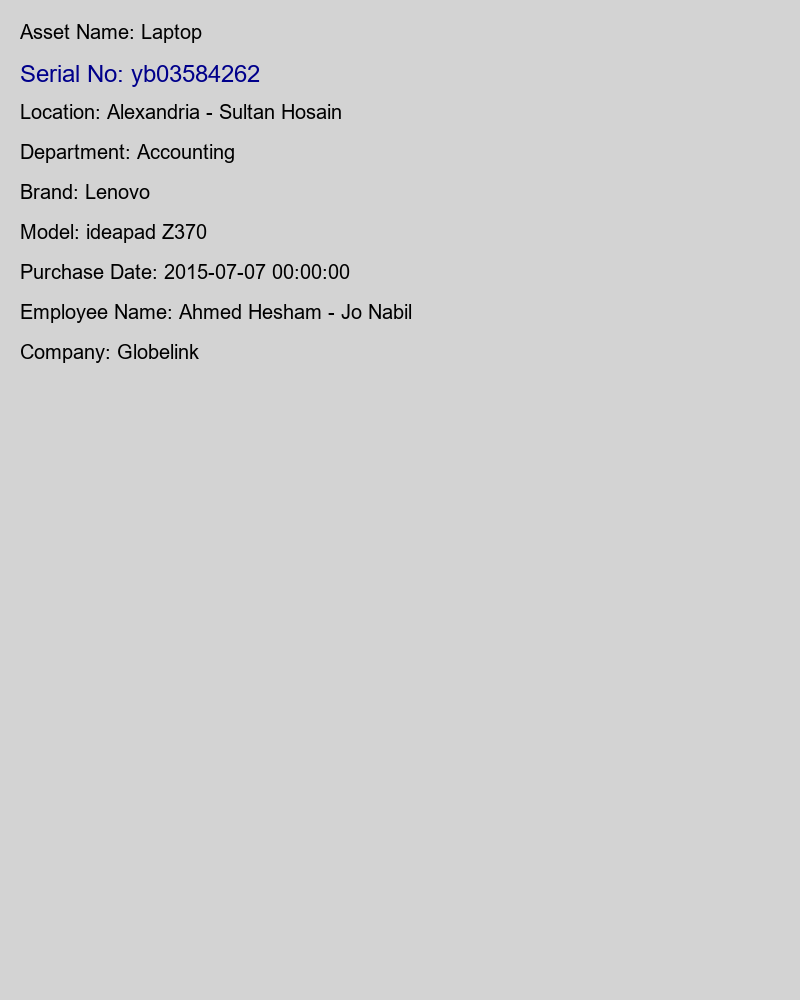 Asset Name: Laptop
Serial No: yb03584262
Location: Alexandria - Sultan Hosain
Department: Accounting
Brand: Lenovo
Model: ideapad Z370
Purchase Date: 2015-07-07 00:00:00
Employee Name: Ahmed Hesham - Jo Nabil
Company: Globelink